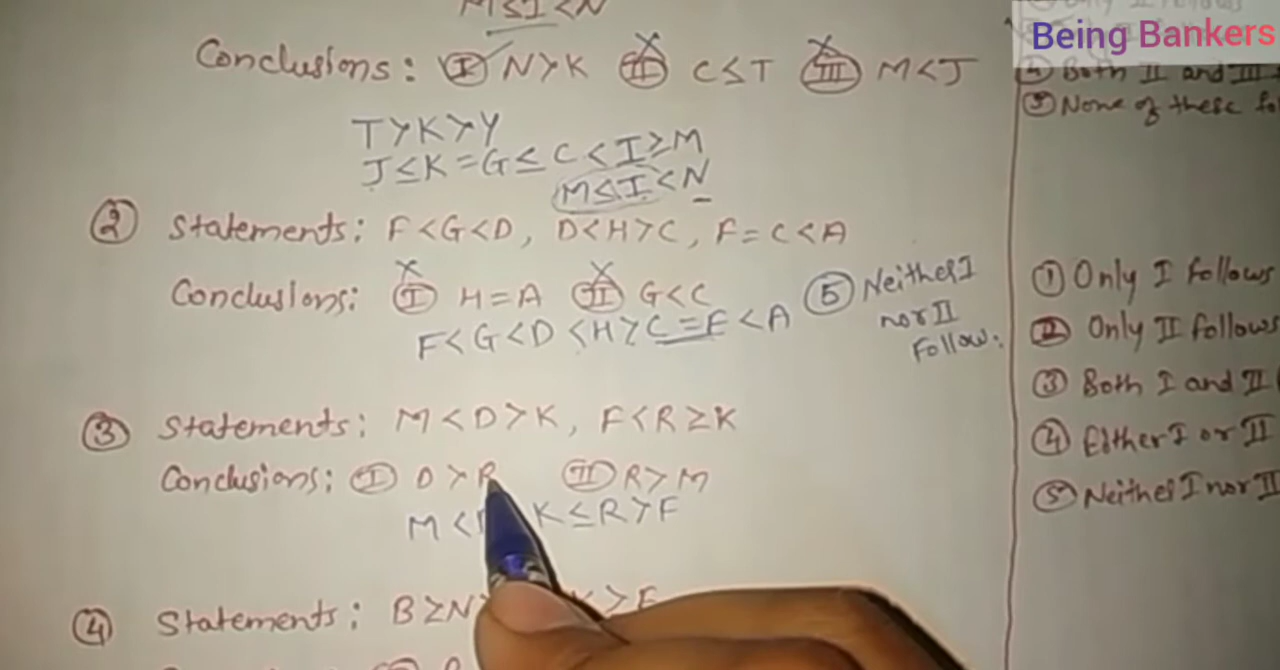 M ≤ I < N
Being Bankers
Conclusions: I N > K II C ≤ T III M < J
Both II and III
③ None of these fo
T > K > Y
J ≤ K = G ≤ C < I ≥ M
M ≤ I < N
② Statements: F < G < D, D < H > C, F = C < A
Conclusions: I H = A II G < C
⑤ Neither I
nor II
Follow.
F < G < D < H > C = F < A
① Only I follows
② Only II follows
③ Both I and II
④ Either I or II
⑤ Neither I nor II
③ Statements: M < D > K, F < R ≥ K
Conclusions: I D > R II R > M
M < K ≤ R > F
④ Statements: B ≥ N > F